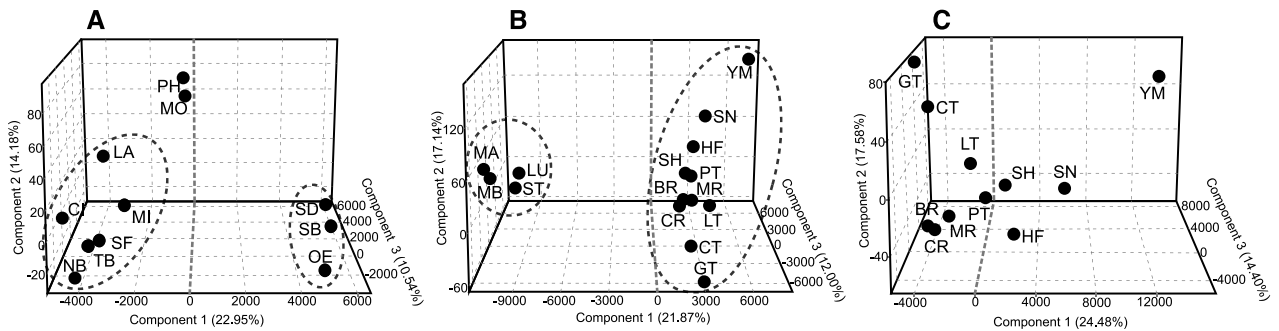 A
B
C
PH
MO
LA
CI
MI
SF
TB
NB
SD
SB
OE
80
60
40
20
0
-20
-4000 -2000 0 2000 4000 6000
6000
4000
2000
0
-2000
Component 1 (22.95%)
Component 2 (14.18%)
Component 3 (10.54%)
YM
SN
HF
SH
PT
BR
MR
CR
LT
CT
GT
MA
MB
LU
ST
120
60
0
-60
-9000 -3000 0 3000 6000
6000
3000
0
-3000
-6000
Component 1 (21.87%)
Component 2 (17.14%)
Component 3 (12.00%)
GT
CT
YM
LT
SH
SN
PT
BR
MR
CR
HF
80
40
0
-40
-4000 0 4000 8000 12000
8000
4000
0
-4000
Component 1 (24,48%)
Component 2 (17.58%)
Component 3 (14.40%)